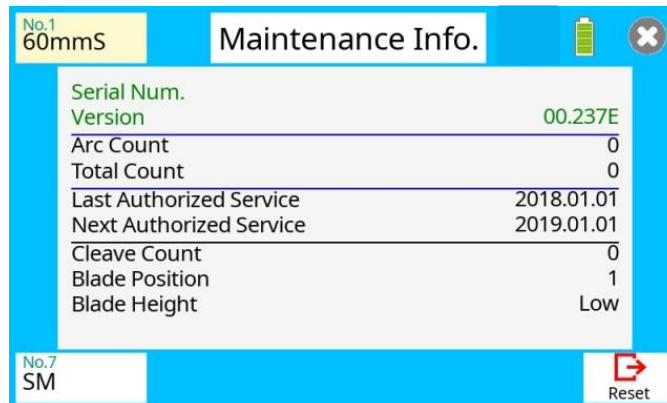 No.1
60mmS
Maintenance Info.
Serial Num.
Version 00.237E
Arc Count 0
Total Count 0
Last Authorized Service 2018.01.01
Next Authorized Service 2019.01.01
Cleave Count 0
Blade Position 1
Blade Height Low
No.7
SM
Reset